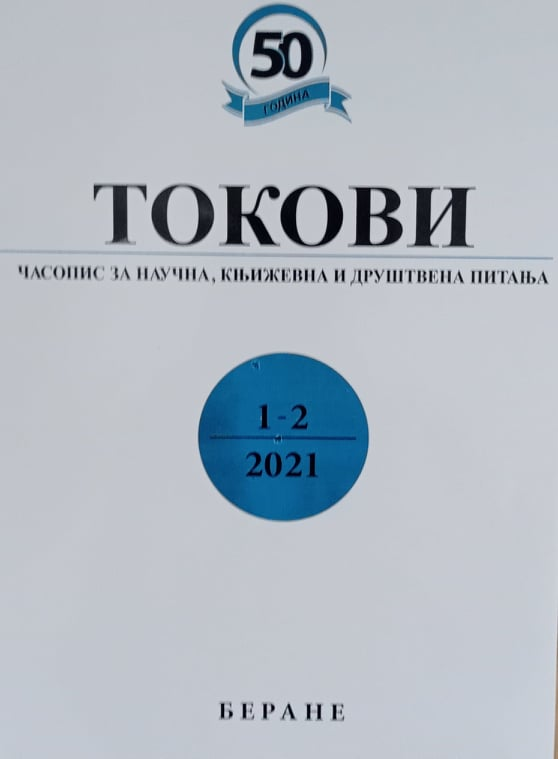 50
ГОДИНА
ТОКОВИ
ЧАСОПИС ЗА НАУЧНА, КЊИЖЕВНА И ДРУШТВЕНА ПИТАЊА
1-2
2021
БЕРАНЕ